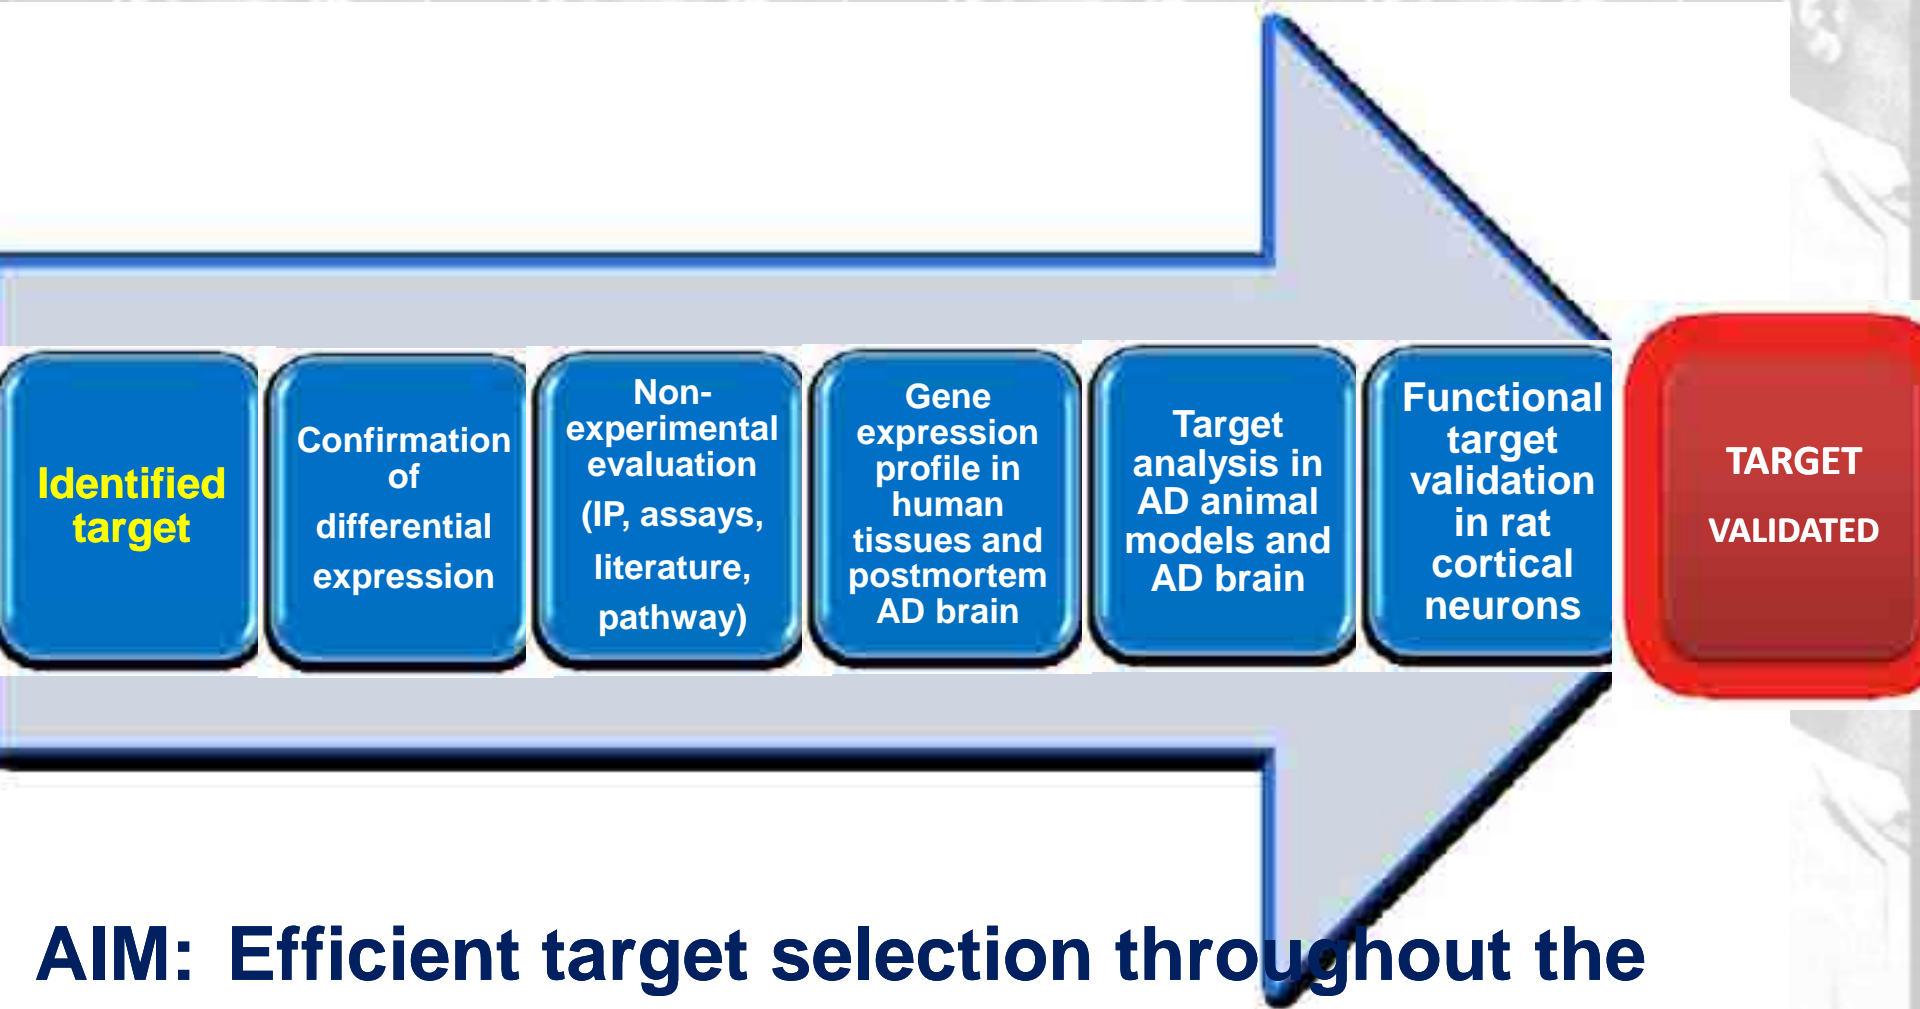 Identified
target
Confirmation
of
differential
expression
Non-
experimental
evaluation
(IP, assays,
literature,
pathway)
Gene
expression
profile in
human
tissues and
postmortem
AD brain
Target
analysis in
AD animal
models and
AD brain
Functional
target
validation
in rat
cortical
neurons
TARGET
VALIDATED
AIM: Efficient target selection throughout the